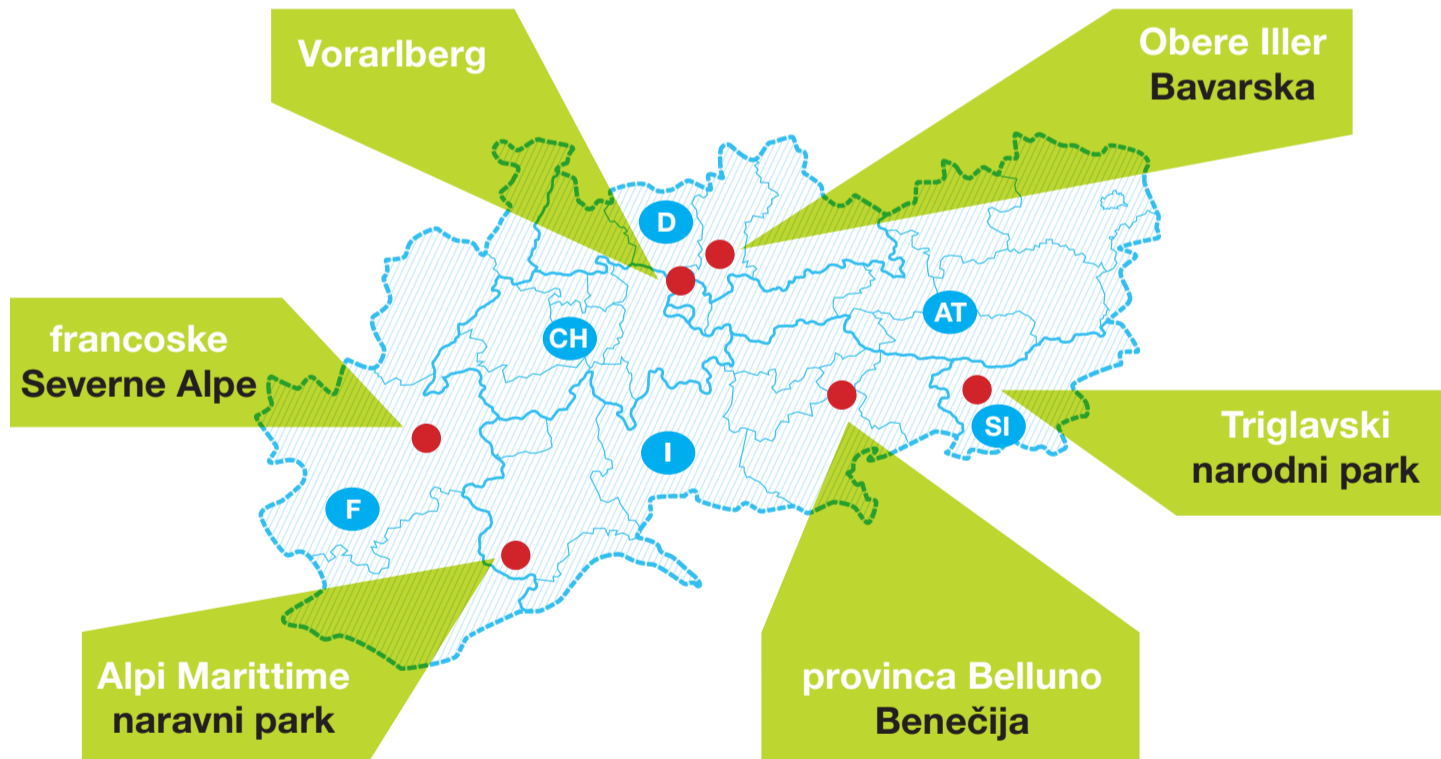 Vorarlberg
Obere Iller
Bavarska
D
AT
CH
francoske
Severne Alpe
SI
I
F
Triglavski
narodni park
Alpi Marittime
naravni park
provinca Belluno
Benečija